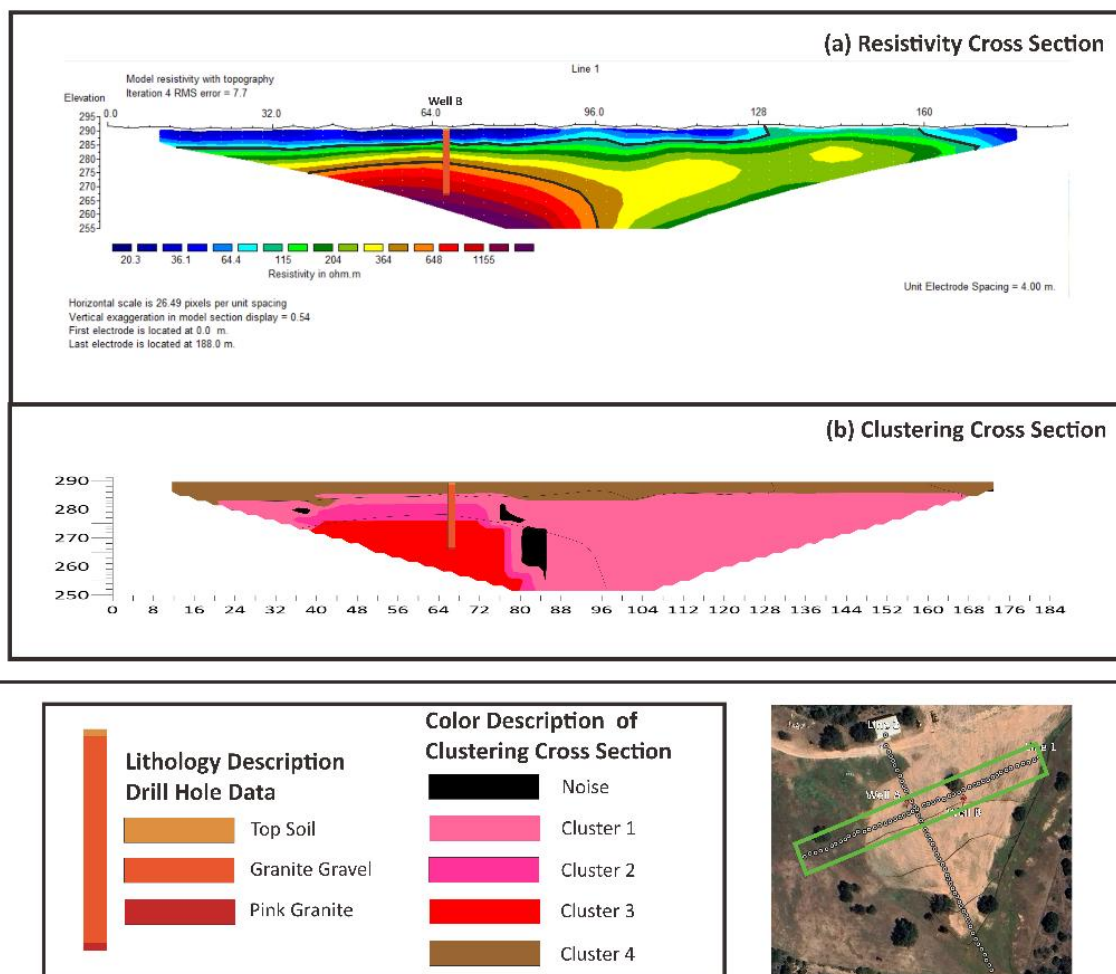 (a) Resistivity Cross Section
Line 1
Model resistivity with topography
Iteration 4 RMS error = 7.7
Well B
Elevation
0.0 32.0 64.0 96.0 128 160
295
290
285
280
275
270
265
260
255
20.3 36.1 64.4 115 204 364 648 1155
Resistivity in ohm.m
Unit Electrode Spacing = 4.00 m.
Horizontal scale is 26.49 pixels per unit spacing
Vertical exaggeration in model section display = 0.54
First electrode is located at 0.0 m.
Last electrode is located at 188.0 m.
(b) Clustering Cross Section
290
280
270
260
250
0 8 16 24 32 40 48 56 64 72 80 88 96 104 112 120 128 136 144 152 160 168 176 184
Lithology Description
Drill Hole Data
Top Soil
Granite Gravel
Pink Granite
Color Description of
Clustering Cross Section
Noise
Cluster 1
Cluster 2
Cluster 3
Cluster 4
Line 1
Well
Well B